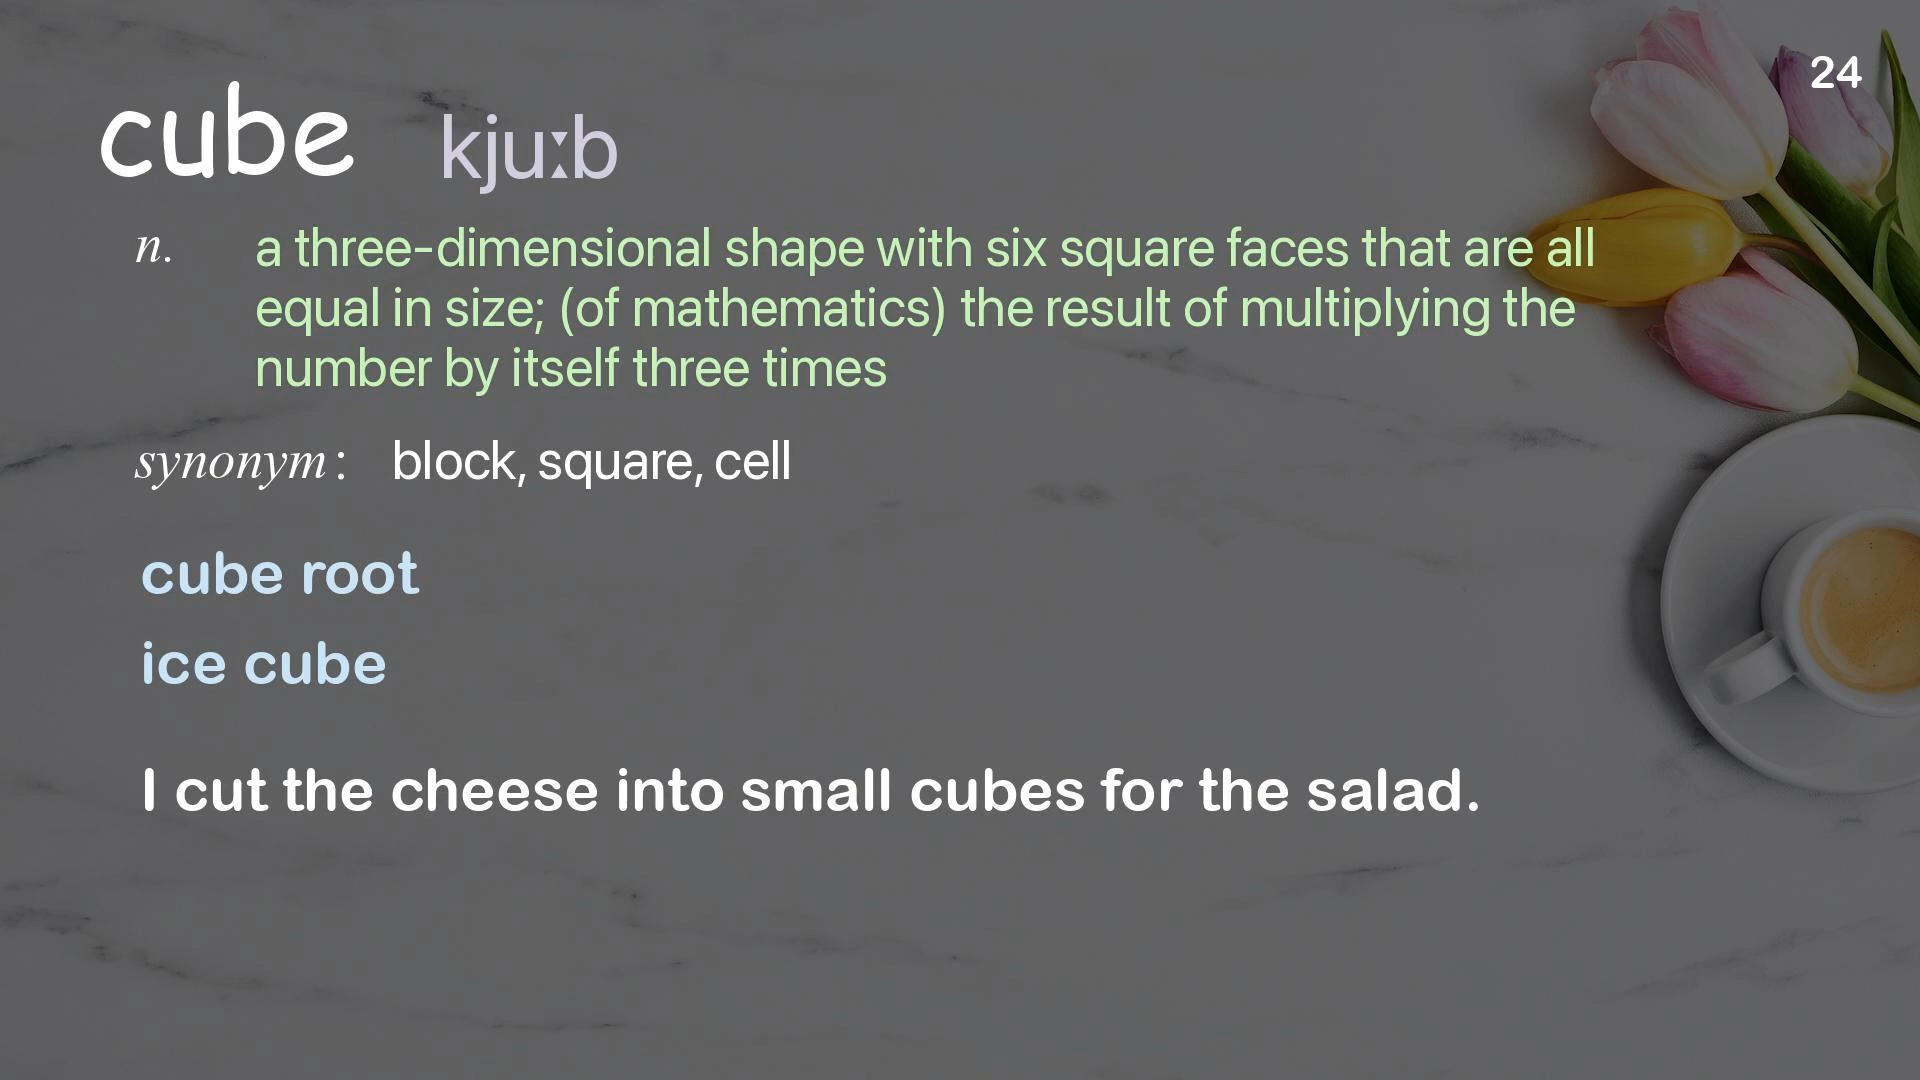 24
cube kjuːb
n. a three-dimensional shape with six square faces that are all
equal in size; (of mathematics) the result of multiplying the
number by itself three times
synonym: block, square, cell
cube root
ice cube
I cut the cheese into small cubes for the salad.